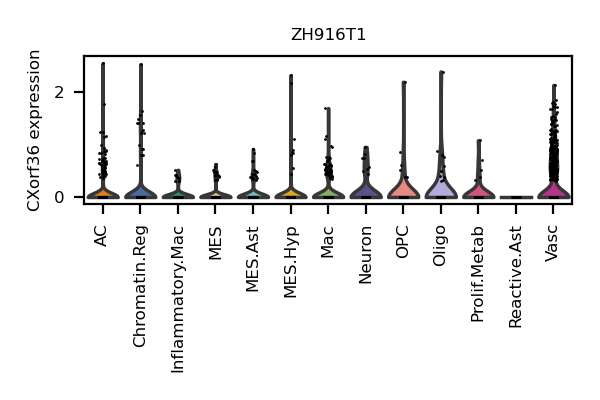 ZH916T1
CXorf36 expression
2
0
AC
Chromatin.Reg
Inflammatory.Mac
MES
MES.Ast
MES.Hyp
Mac
Neuron
OPC
Oligo
Prolif.Metab
Reactive.Ast
Vasc